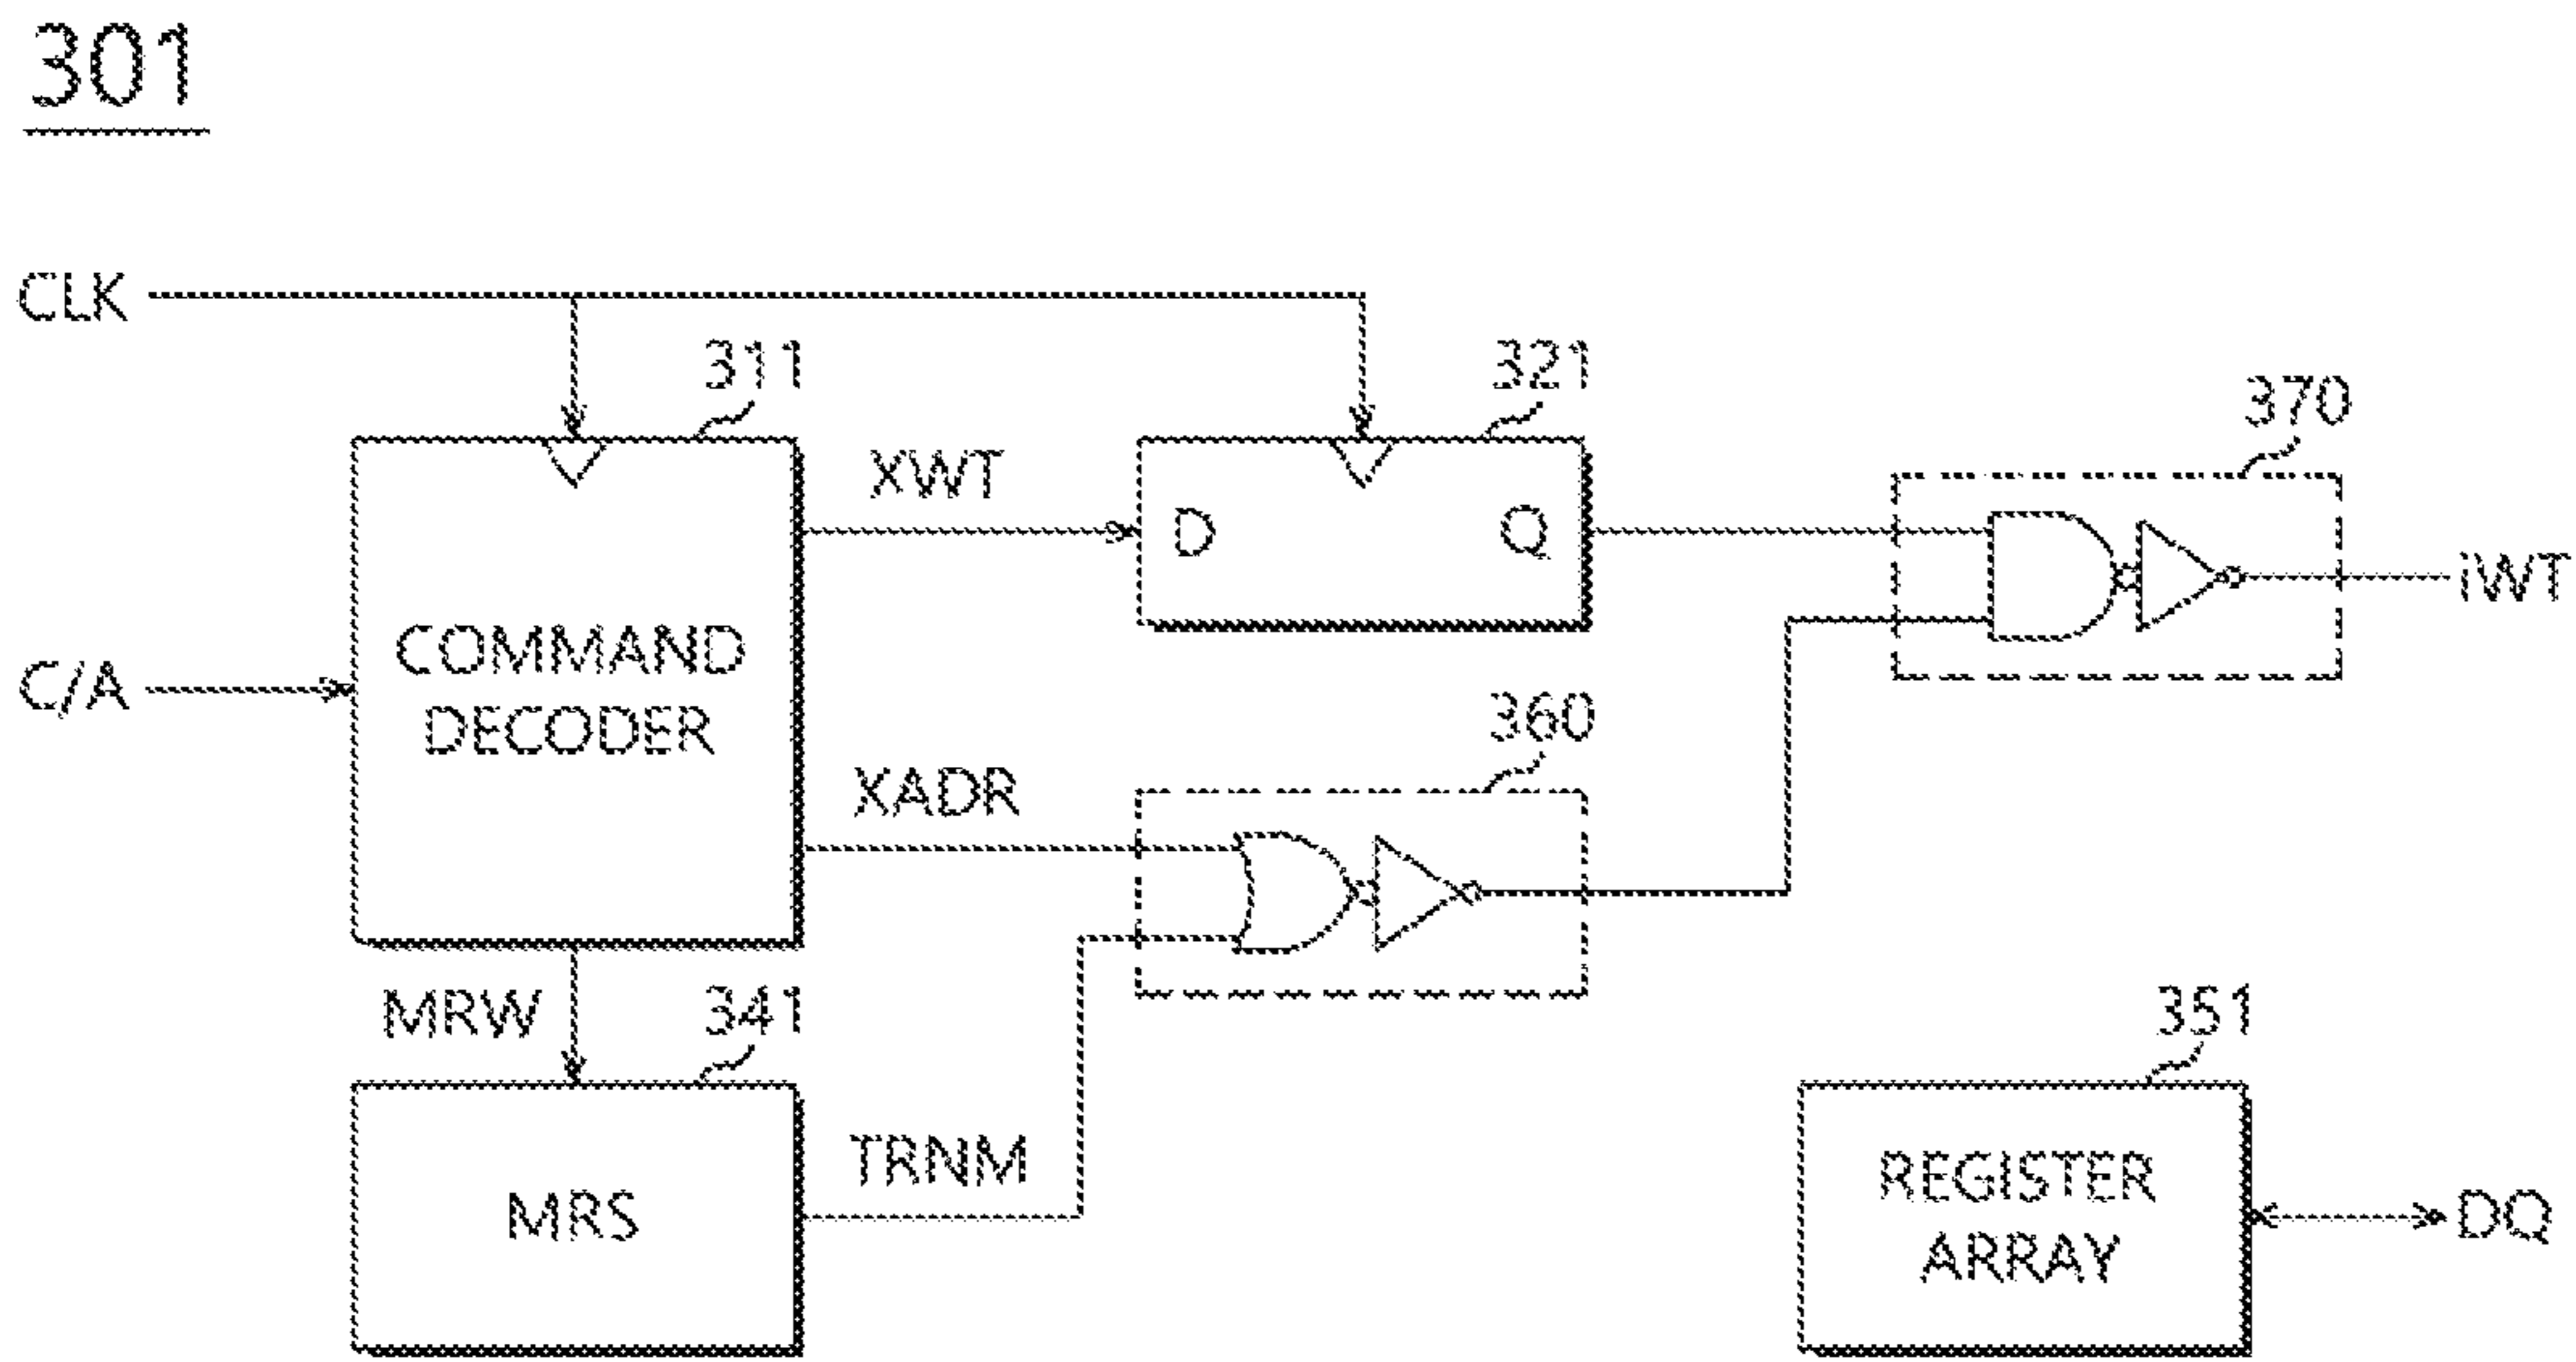 301
CLK
311
321
370
XWT
D
Q
iWT
C/A
COMMAND
DECODER
360
XADR
MRW
341
351
TRNM
MRS
REGISTER
ARRAY
DQ